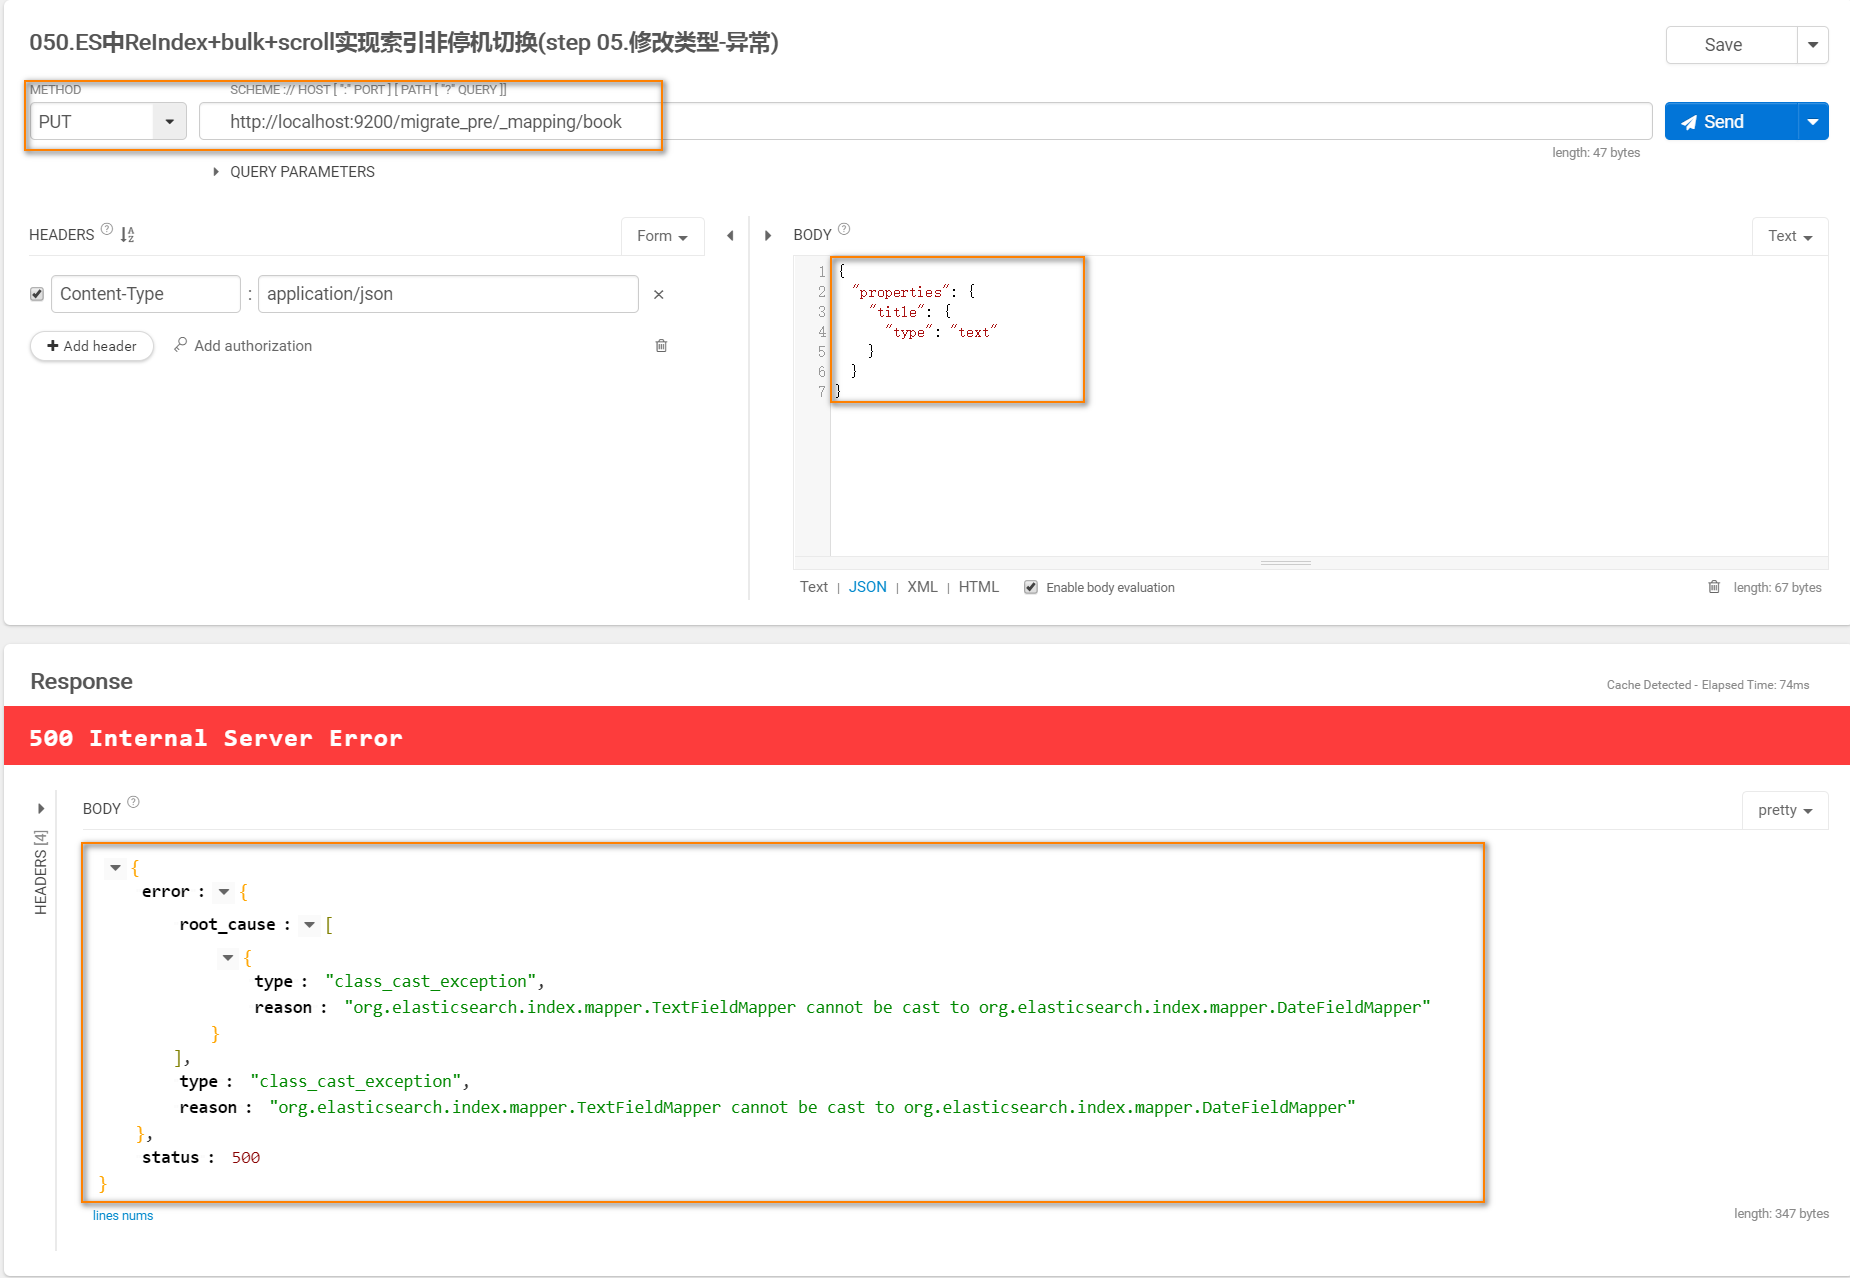 050.ES中ReIndex+bulk+scroll实现索引非停机切换(step 05.修改类型-异常)
Save
METHOD
SCHEME :// HOST [ ":" PORT ] [ PATH [ "?" QUERY ]]
PUT
http://localhost:9200/migrate_pre/_mapping/book
Send
length: 47 bytes
QUERY PARAMETERS
HEADERS
Form
BODY
Text
Content-Type : application/json
Add header
Add authorization
1 {
2 "properties": {
3 "title": {
4 "type": "text"
5 }
6 }
7 }
Text | JSON | XML | HTML
Enable body evaluation
length: 67 bytes
Response
Cache Detected - Elapsed Time: 74ms
500 Internal Server Error
HEADERS [4]
BODY
pretty
{
error : {
root_cause : [
{
type : "class_cast_exception",
reason : "org.elasticsearch.index.mapper.TextFieldMapper cannot be cast to org.elasticsearch.index.mapper.DateFieldMapper"
}
],
type : "class_cast_exception",
reason : "org.elasticsearch.index.mapper.TextFieldMapper cannot be cast to org.elasticsearch.index.mapper.DateFieldMapper"
},
status : 500
}
lines nums
length: 347 bytes